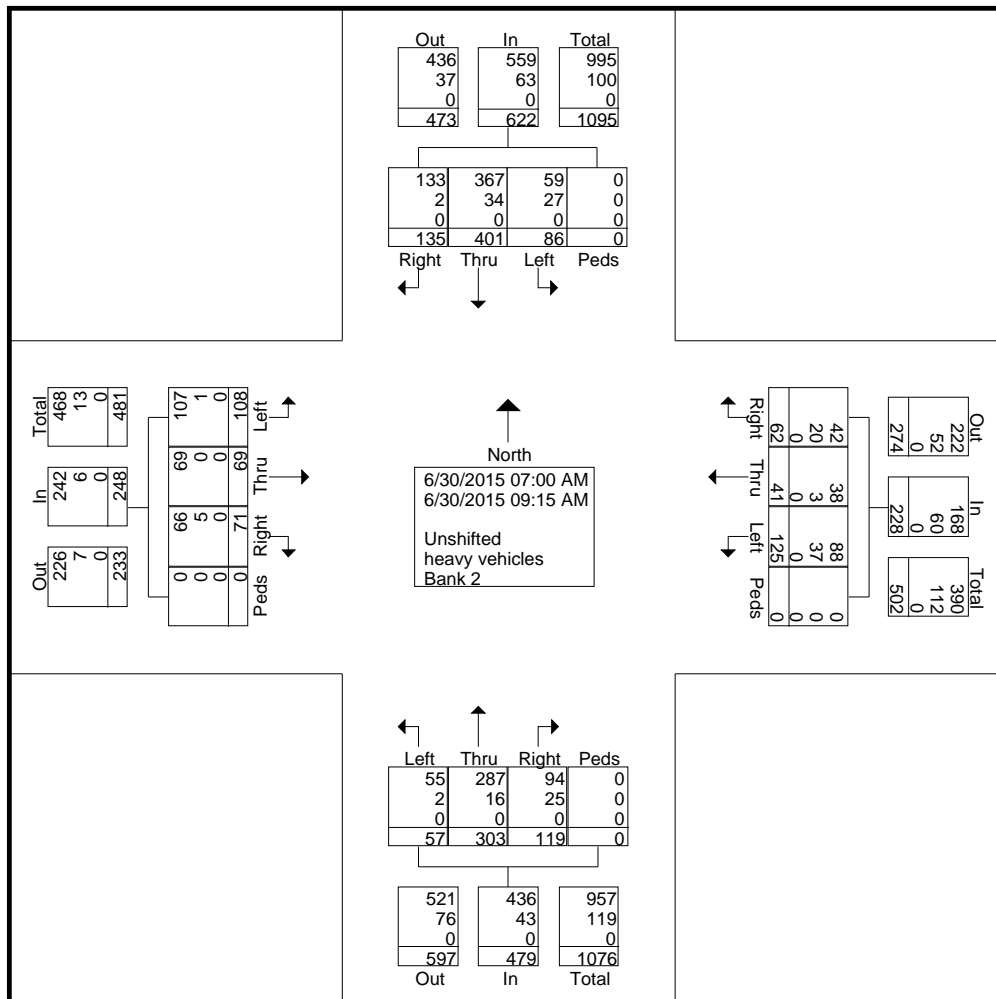 Out In Total
436 559 995
37 63 100
0 0 0
473 622 1095
133 367 59 0
2 34 27 0
0 0 0 0
135 401 86 0
Right Thru Left Peds
Total
468
13
0
481
In
242
6
0
248
Out
226
7
0
233
107
1
0
108
Left
69
0
0
69
Thru
66
5
0
71
Right
0
0
0
0
Peds
North
6/30/2015 07:00 AM
6/30/2015 09:15 AM
Unshifted
heavy vehicles
Bank 2
Right
42
20
0
62
Thru
38
3
0
41
Left
88
37
0
125
Peds
0
0
0
0
Out
222
52
0
274
In
168
60
0
228
Total
390
112
0
502
Left Thru Right Peds
55 287 94 0
2 16 25 0
0 0 0 0
57 303 119 0
521 436 957
76 43 119
0 0 0
597 479 1076
Out In Total